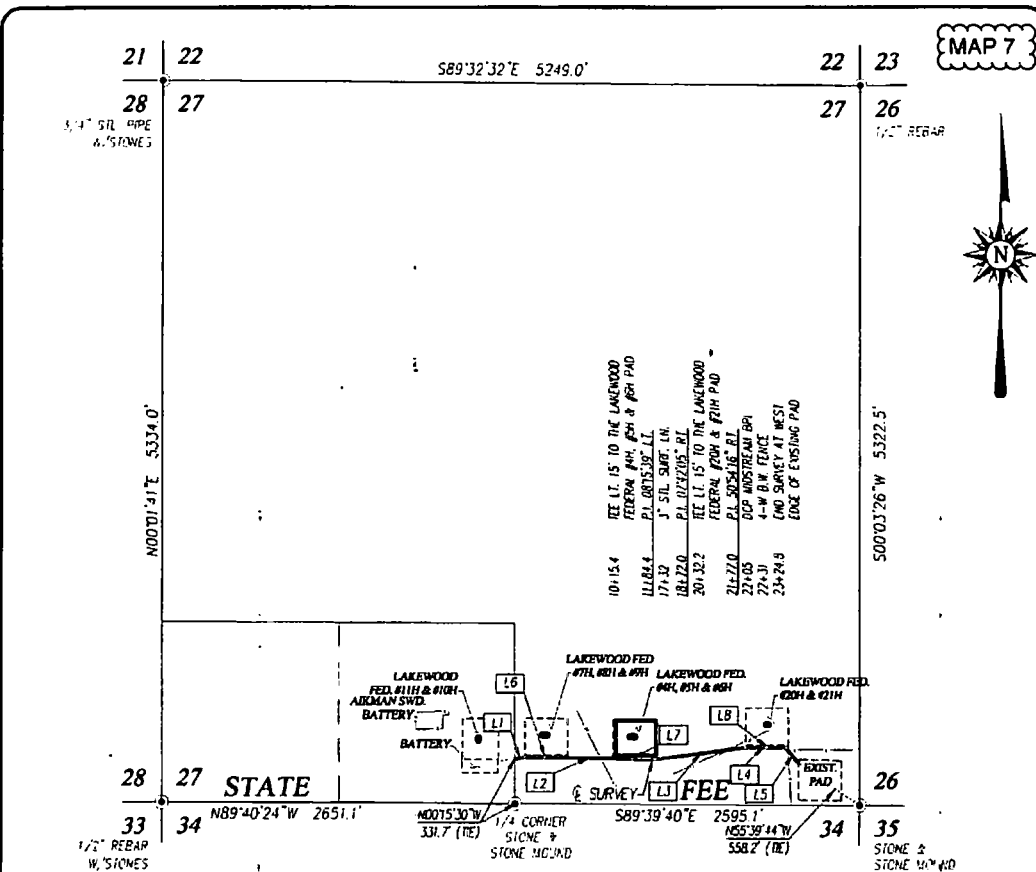 MAP 7
21 22
S89°32'32"E 5249.0'
22 23
28 27
27 26
3/4" STL. PIPE
W/STONES
1/2" REBAR
N
N00°01'41"E 5334.0'
S00°03'26"W 5322.5'
10+15.4 TEE LT. 15' TO THE LAKEWOOD
FEDERAL #4H, #5H & #6H PAD
11+84.4 P.I. 08°15'39" LT.
17+32 3" STL. SURF. LN.
18+72.0 P.I. 07°42'05" RT.
20+32.2 TEE LT. 15' TO THE LAKEWOOD
FEDERAL #20H & #21H PAD
21+77.0 P.I. 50°54'16" RT.
22+05 DCP MIDSTREAM BPL
22+31 4-W B.W. FENCE
23+24.9 END SURVEY AT WEST
EDGE OF EXISTING PAD
LAKEWOOD
FED. #11H & #10H
AIKMAN SWD.
BATTERY
BATTERY
L1
L6
LAKEWOOD FED
#7H, #8H & #9H
LAKEWOOD FED.
#4H, #5H & #6H
L7
L8
LAKEWOOD FED.
#20H & #21H
L2
℄ SURVEY
L3
L4
L5
EXIST.
PAD
28 27
STATE
FEE
26
N89°40'24"W 2651.1'
S89°39'40"E 2595.1'
33 34
N00°15'30"W
331.7' (TIE)
1/4 CORNER
STONE &
STONE MOUND
N55°39'44"W
558.2' (TIE)
34 35
1/2" REBAR
W/STONES
STONE &
STONE MOUND